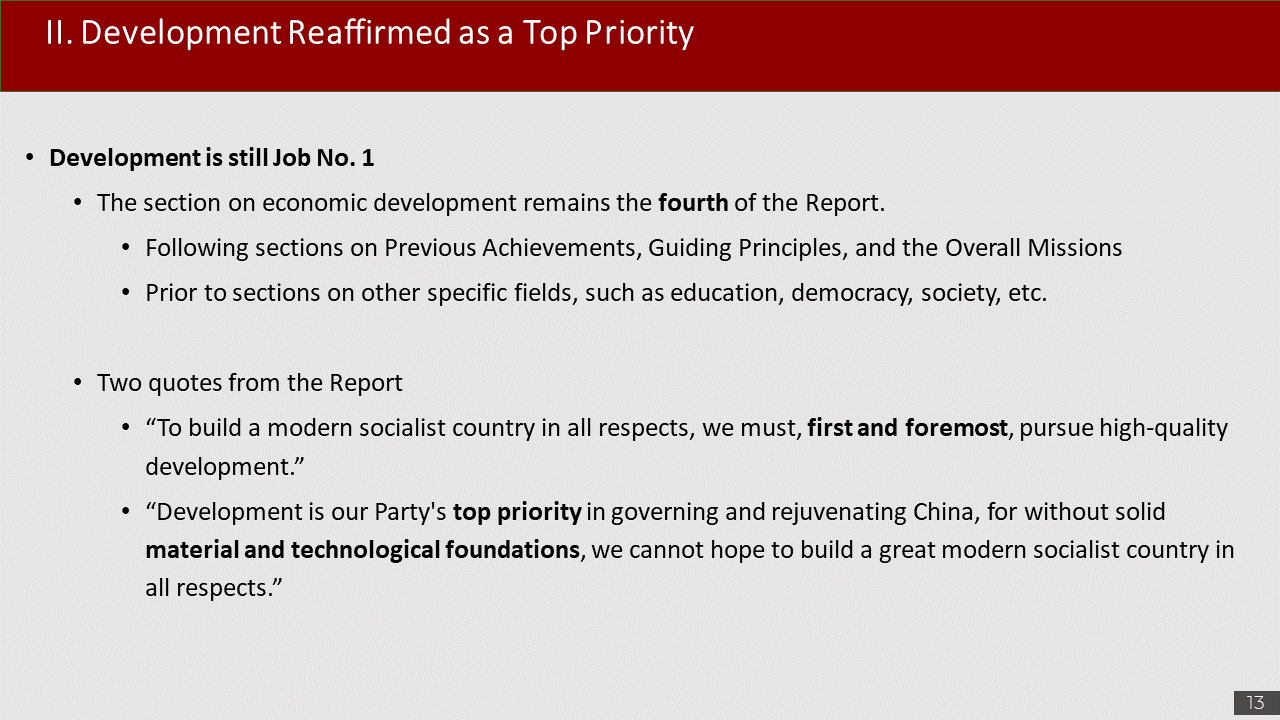 II. Development Reaffirmed as a Top Priority
• Development is still Job No. 1
• The section on economic development remains the fourth of the Report.
• Following sections on Previous Achievements, Guiding Principles, and the Overall Missions
• Prior to sections on other specific fields, such as education, democracy, society, etc.
• Two quotes from the Report
• “To build a modern socialist country in all respects, we must, first and foremost, pursue high-quality
development.”
• “Development is our Party's top priority in governing and rejuvenating China, for without solid
material and technological foundations, we cannot hope to build a great modern socialist country in
all respects.”
13